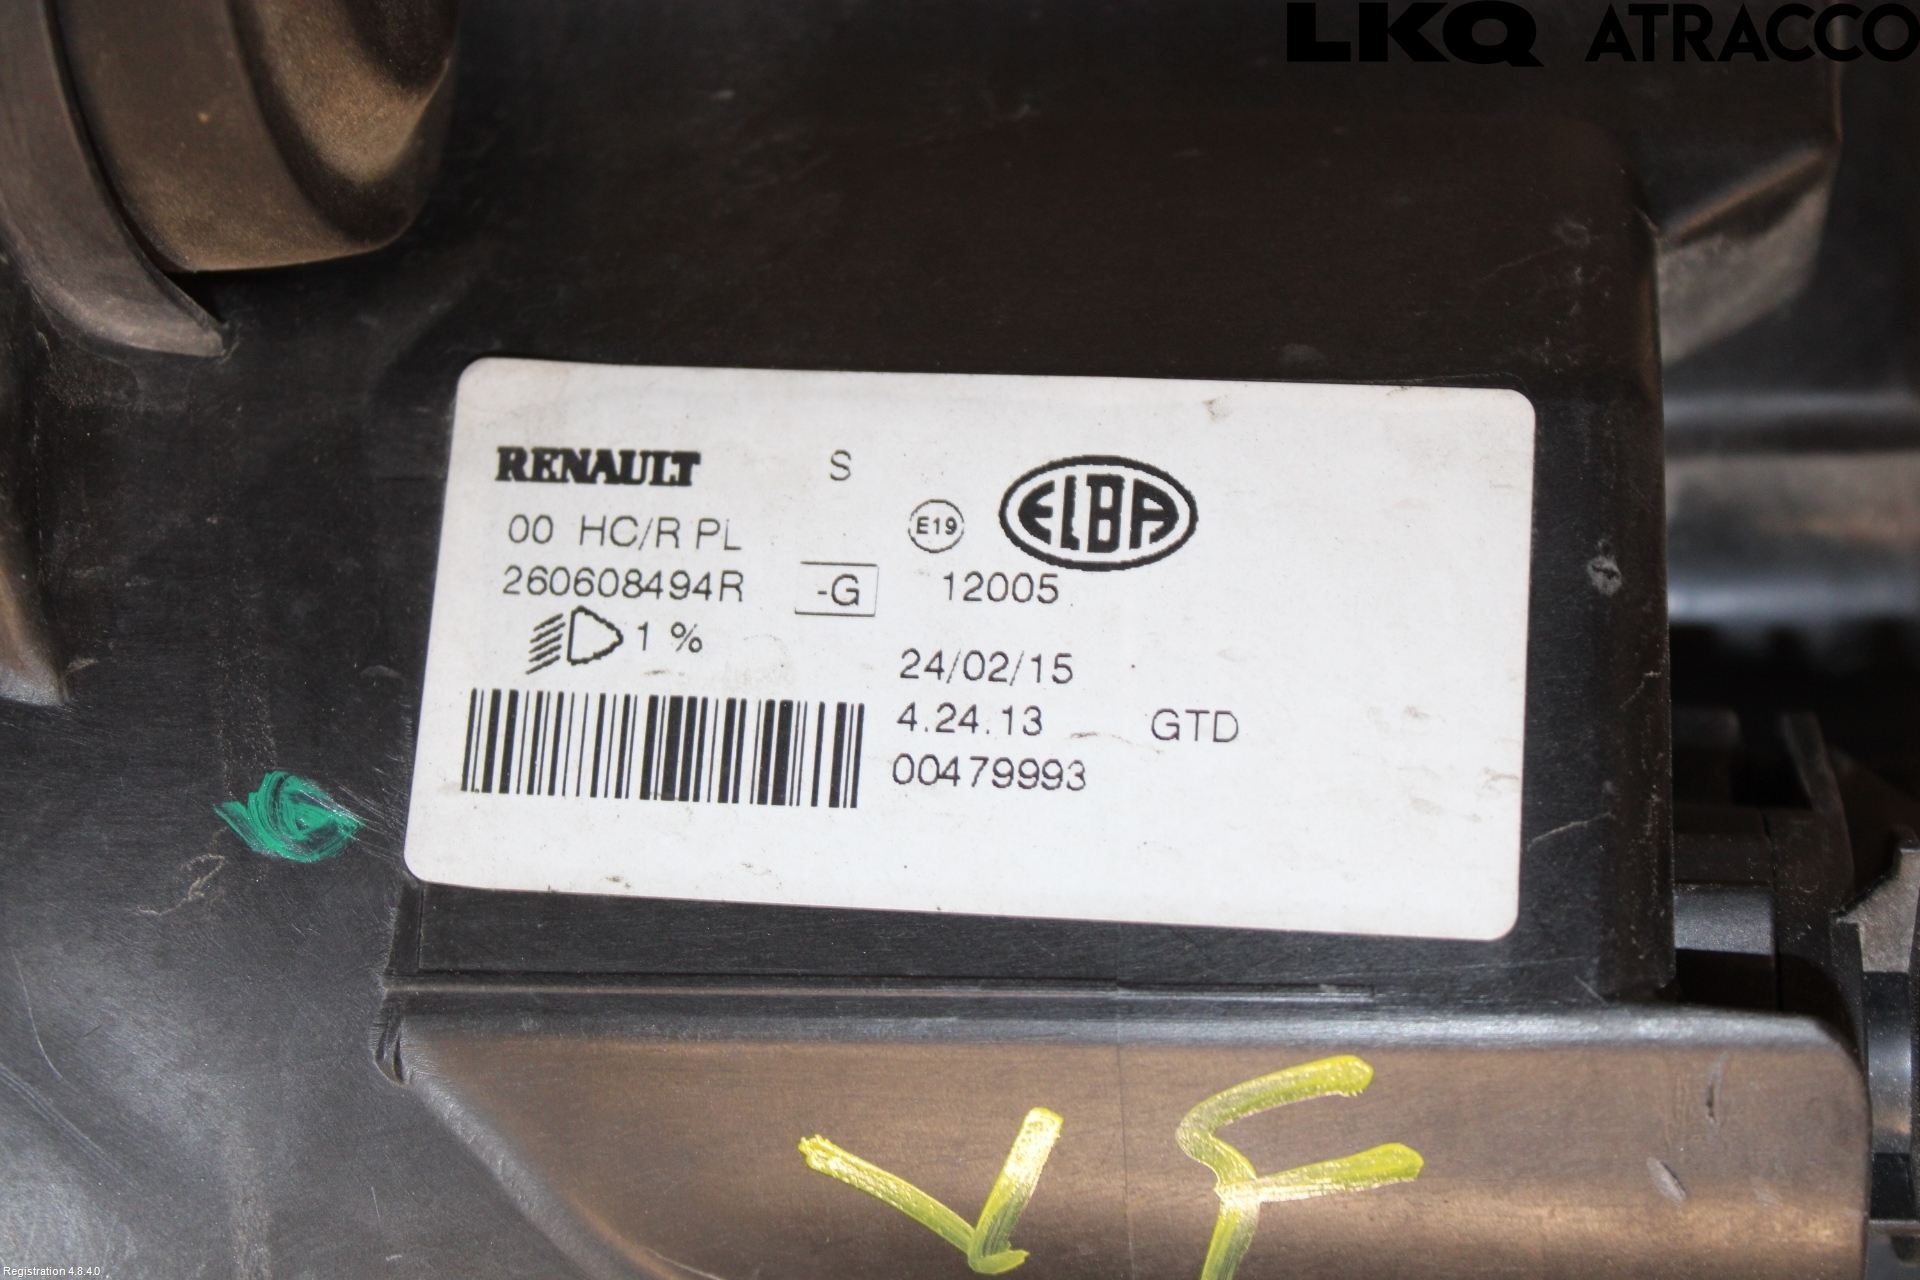 LKQ ATRACCO
RENAULT S ELBA
00 HC/R PL E19
260608494R -G 12005
1 %
24/02/15
4.24.13 GTD
00479993
VF
Registration 4.8.4.0